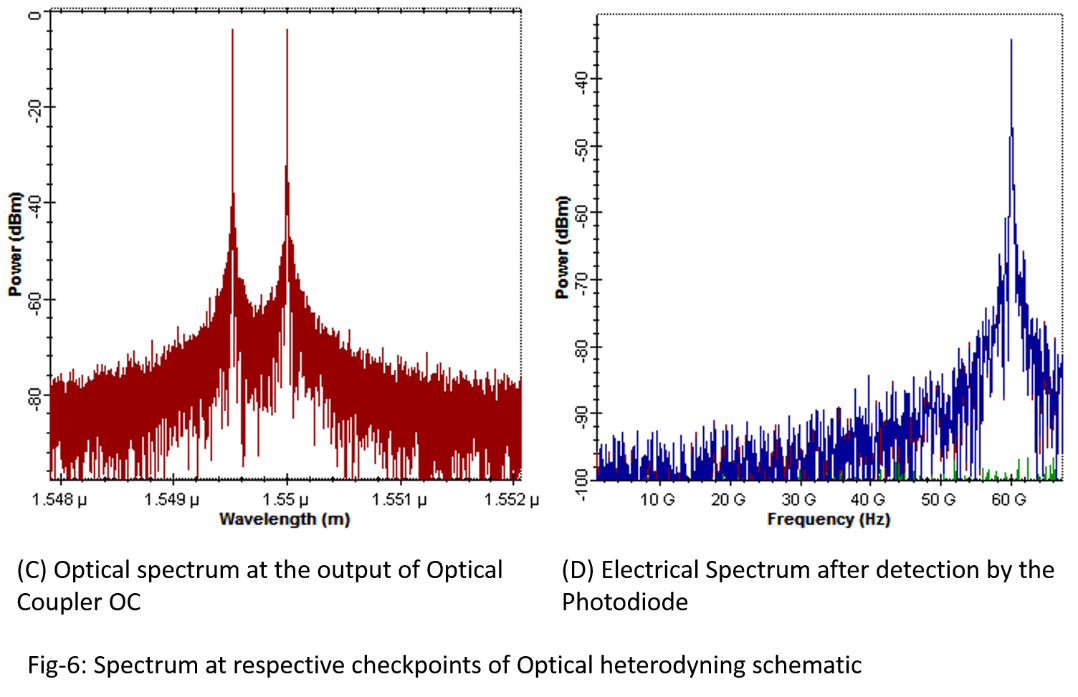 0
-20
-40
-60
-80
Power (dBm)
1.548 µ
1.549 µ
1.55 µ
1.551 µ
1.552 µ
Wavelength (m)
-40
-50
-60
-70
-80
-90
-100
Power (dBm)
10 G
20 G
30 G
40 G
50 G
60 G
Frequency (Hz)
(C) Optical spectrum at the output of Optical
Coupler OC
(D) Electrical Spectrum after detection by the
Photodiode
Fig-6: Spectrum at respective checkpoints of Optical heterodyning schematic